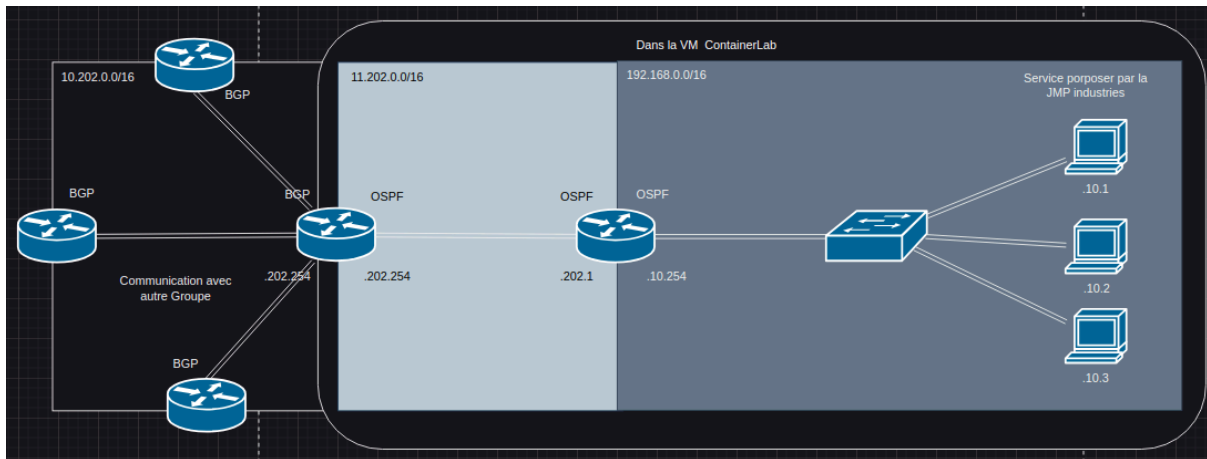 Dans la VM ContainerLab
10.202.0.0/16
11.202.0.0/16
192.168.0.0/16
Service porposer par la
JMP industries
BGP
BGP
BGP
OSPF
OSPF
OSPF
.10.1
.202.254
.202.254
.202.1
.10.254
Communication avec
autre Groupe
.10.2
BGP
.10.3